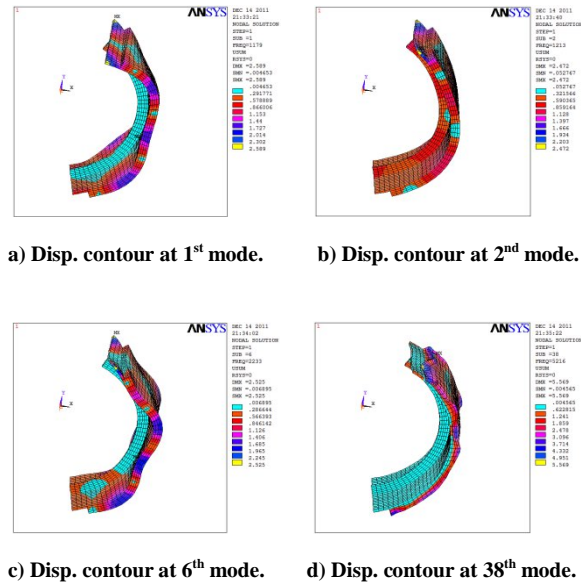 1
ANSYS
DEC 14 2011
21:33:21
NODAL SOLUTION
STEP=1
SUB =1
FREQ=1179
USUM
RSYS=0
DMX =2.589
SMN =.004653
SMX =2.589
.004653
.291771
.578889
.866006
1.153
1.44
1.727
2.014
2.302
2.589
MX
X
a) Disp. contour at 1st mode.
1
ANSYS
DEC 14 2011
21:33:40
NODAL SOLUTION
STEP=1
SUB =2
FREQ=1213
USUM
RSYS=0
DMX =2.472
SMN =.052767
SMX =2.472
.052767
.321566
.590365
.859164
1.128
1.397
1.666
1.934
2.203
2.472
X
b) Disp. contour at 2nd mode.
1
ANSYS
DEC 14 2011
21:34:02
NODAL SOLUTION
STEP=1
SUB =6
FREQ=2233
USUM
RSYS=0
DMX =2.525
SMN =.006895
SMX =2.525
.006895
.286644
.566393
.846142
1.126
1.406
1.685
1.965
2.245
2.525
MX
X
c) Disp. contour at 6th mode.
1
ANSYS
DEC 14 2011
21:35:22
NODAL SOLUTION
STEP=1
SUB =38
FREQ=5216
USUM
RSYS=0
DMX =5.569
SMN =.004565
SMX =5.569
.004565
.622815
1.241
1.859
2.478
3.096
3.714
4.332
4.951
5.569
MX
X
d) Disp. contour at 38th mode.